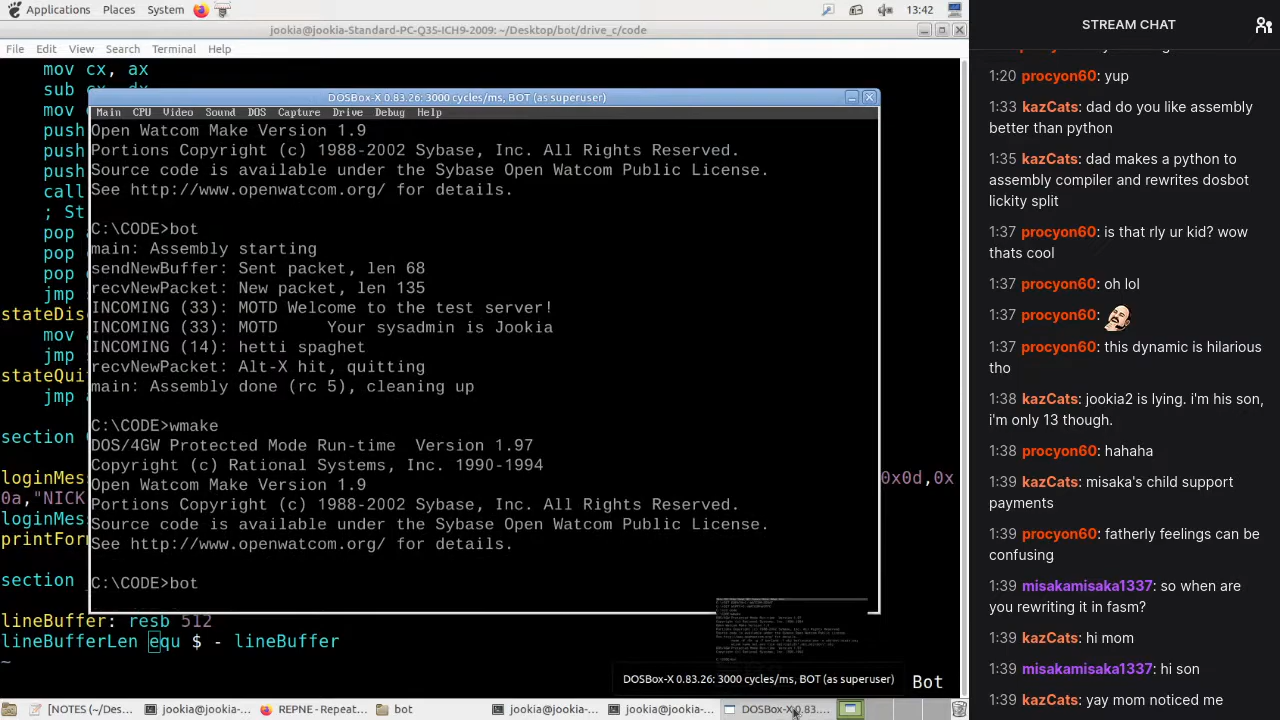 Applications Places System 13:42
jookia@jookia-Standard-PC-Q35-ICH9-2009: ~/Desktop/bot/drive_c/code
File Edit View Search Terminal Help
mov cx, ax
sub cx, dx
mov
push
push
push
call
; St
pop
pop
pop
jmp
stateDis
mov
jmp
stateQui
jmp
section
loginMes
0x0d,0x
0a,"NICK
loginMes
printFor
section
linebuffer: resb 512
equ $ - lineBuff
~
Bot
DOSBox-X 0.83.26: 3000 cycles/ms, BOT (as superuser)
Main CPU Video Sound DOS Capture Drive Debug Help
Open Watcom Make Version 1.9
Portions Copyright (c) 1988-2002 Sybase, Inc. All Rights Reserved.
Source code is available under the Sybase Open Watcom Public License.
See http://www.openwatcom.org/ for details.
C:\CODE>bot
main: Assembly starting
sendNewBuffer: Sent packet, len 68
recvNewPacket: New packet, len 135
INCOMING (33): MOTD Welcome to the test server!
INCOMING (33): MOTD     Your sysadmin is Jookia
INCOMING (14): hetti spaghet
recvNewPacket: Alt-X hit, quitting
main: Assembly done (rc 5), cleaning up
C:\CODE>wmake
DOS/4GW Protected Mode Run-time  Version 1.97
Copyright (c) Rational Systems, Inc. 1990-1994
Open Watcom Make Version 1.9
Portions Copyright (c) 1988-2002 Sybase, Inc. All Rights Reserved.
Source code is available under the Sybase Open Watcom Public License.
See http://www.openwatcom.org/ for details.
C:\CODE>bot
DOSBox-X 0.83.26: 3000 cycles/ms, BOT (as superuser)
[NOTES (~/Des... jookia@jookia-... REPNE - Repeat... bot jookia@jookia-... jookia@jookia-... DOSBox-X 0.83....
STREAM CHAT
1:20 procyon60: yup
1:33 kazCats: dad do you like assembly
better than python
1:35 kazCats: dad makes a python to
assembly compiler and rewrites dosbot
lickity split
1:37 procyon60: is that rly ur kid? wow
thats cool
1:37 procyon60: oh lol
1:37 procyon60:
1:37 procyon60: this dynamic is hilarious
tho
1:38 kazCats: jookia2 is lying. i'm his son,
i'm only 13 though.
1:38 procyon60: hahaha
1:39 kazCats: misaka's child support
payments
1:39 procyon60: fatherly feelings can be
confusing
1:39 misakamisaka1337: so when are
you rewriting it in fasm?
1:39 kazCats: hi mom
1:39 misakamisaka1337: hi son
1:39 kazCats: yay mom noticed me